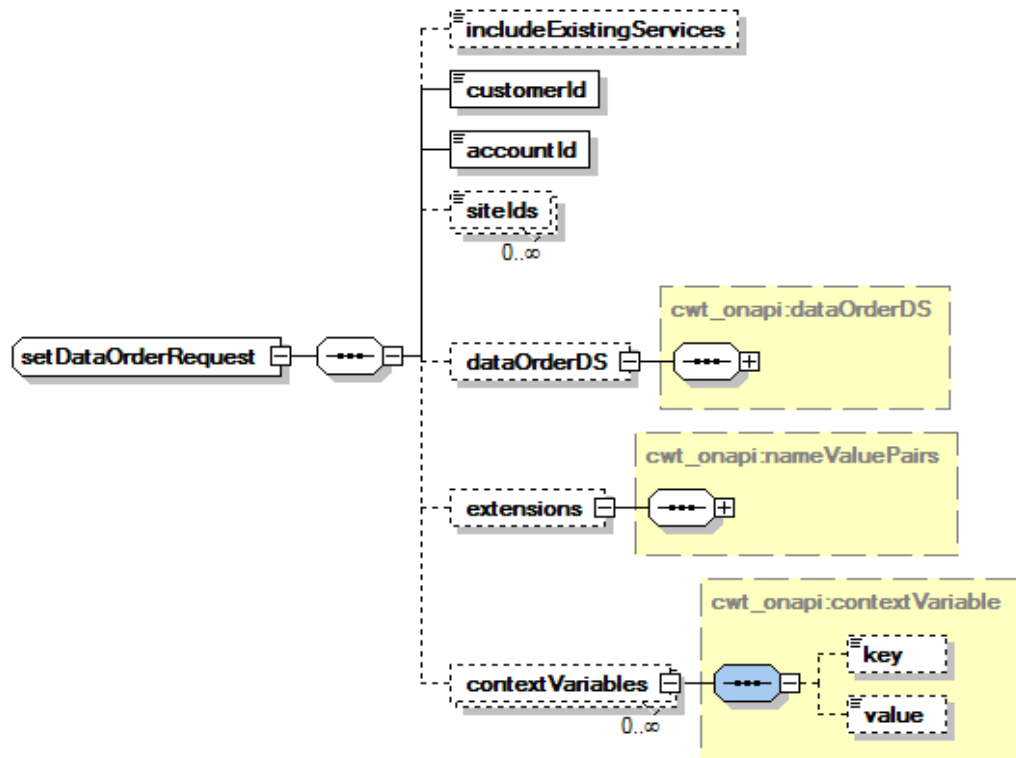 includeExistingServices
customerId
accountId
siteIds
0..∞
cwt_onapi:dataOrderDS
setDataOrderRequest
dataOrderDS
cwt_onapi:nameValuePairs
extensions
cwt_onapi:contextVariable
key
contextVariables
value
0..∞